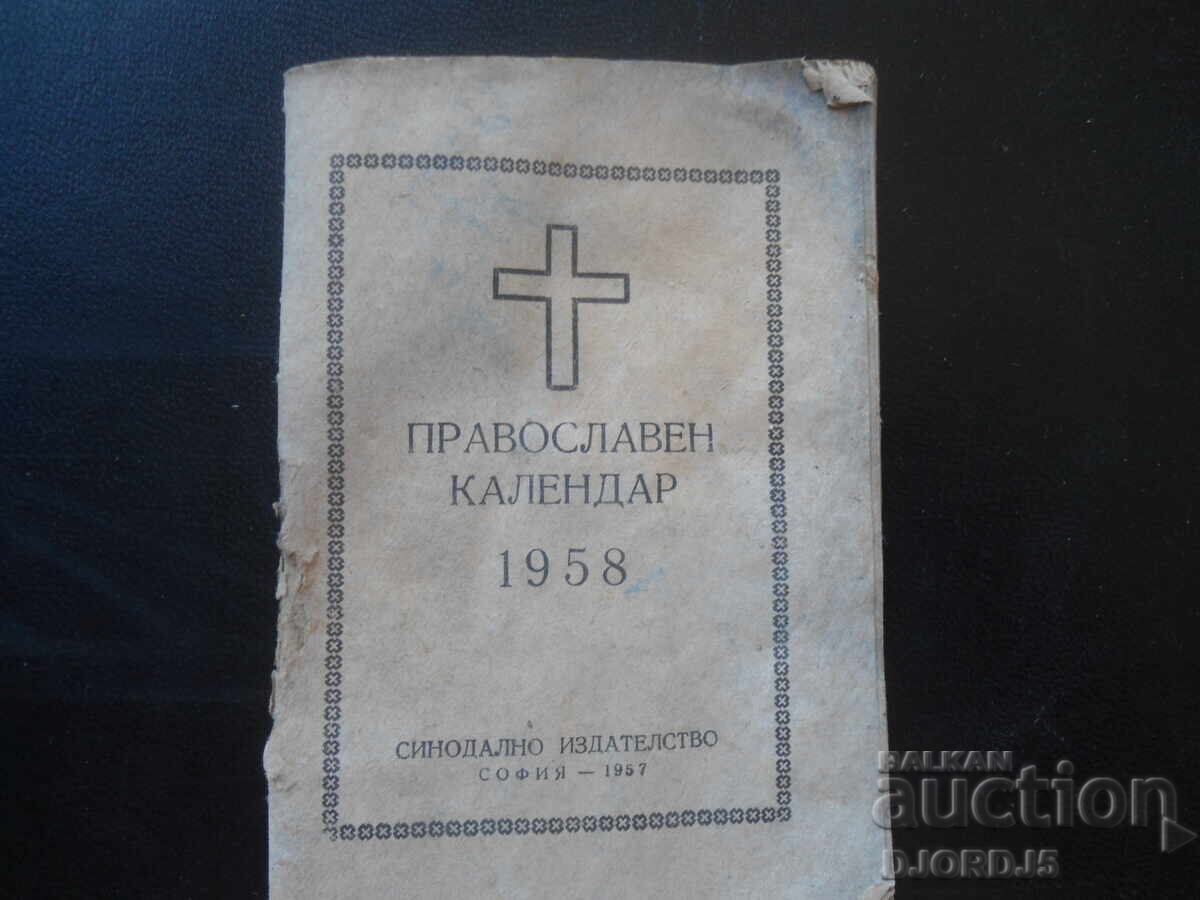 ПРАВОСЛАВЕН
КАЛЕНДАР
1958
СИНОДАЛНО ИЗДАТЕЛСТВО
СОФИЯ — 1957
BALKAN
auction
DJORDJ5